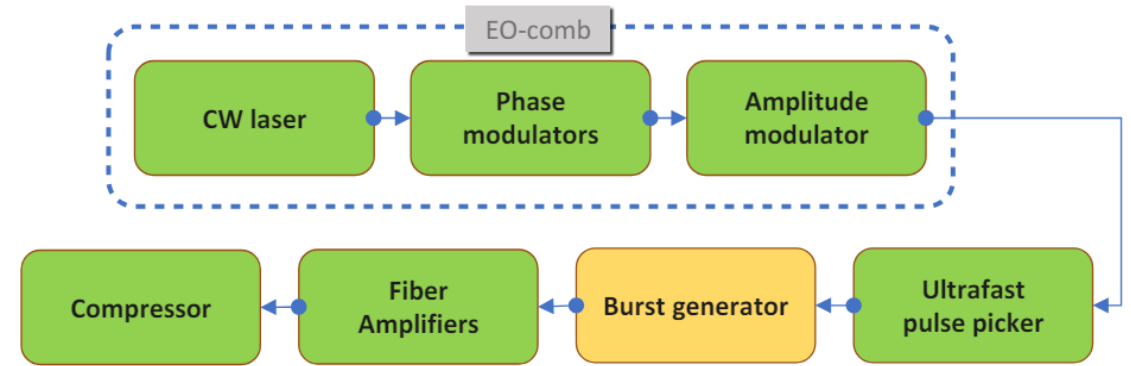 EO-comb
CW laser
Phase
modulators
Amplitude
modulator
Compressor
Fiber
Amplifiers
Burst generator
Ultrafast
pulse picker